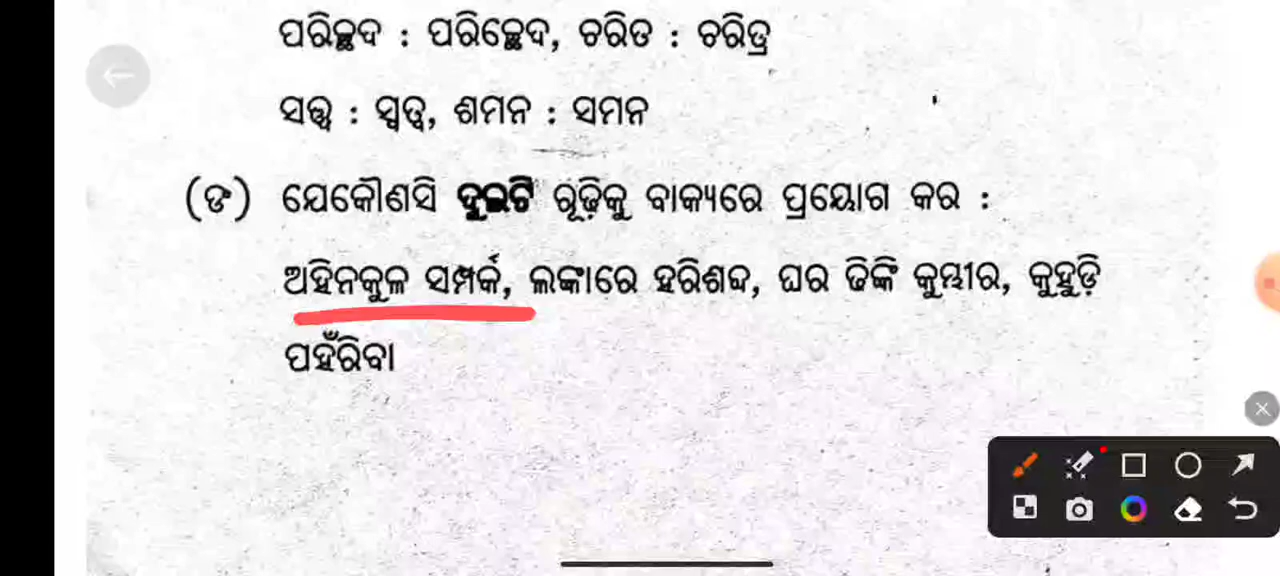 ପରିଚ୍ଛଦ : ପରିଚ୍ଛେଦ, ଚରିତ : ଚରିତ୍ର
ସତ୍ତ୍ୱ : ସ୍ୱତ୍ୱ, ଶମନ : ସମନ
(ଙ) ଯେକୌଣସି ଦୁଇଟି ରୂଢ଼ିକୁ ବାକ୍ୟରେ ପ୍ରୟୋଗ କର :
ଅହିନକୁଳ ସମ୍ପର୍କ, ଲଙ୍କାରେ ହରିଶବ୍ଦ, ଘର ଢିଙ୍କି କୁମ୍ଭୀର, କୁହୁଡ଼ି
ପହଁରିବା